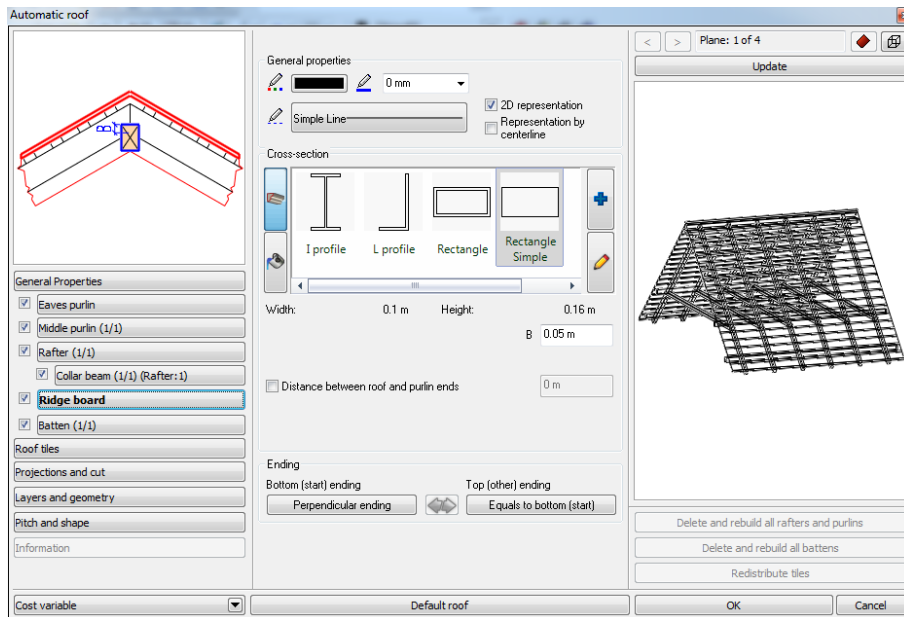 Automatic roof
B
General Properties
Eaves purlin
Middle purlin (1/1)
Rafter (1/1)
Collar beam (1/1) (Rafter:1)
Ridge board
Batten (1/1)
Roof tiles
Projections and cut
Layers and geometry
Pitch and shape
Information
Cost variable
General properties
0 mm
Simple Line
2D representation
Representation by
centerline
Cross-section
I profile
L profile
Rectangle
Rectangle
Simple
Width: 0.1 m Height: 0.16 m
B 0.05 m
Distance between roof and purlin ends 0 m
Ending
Bottom (start) ending Top (other) ending
Perpendicular ending Equals to bottom (start)
Default roof
< > Plane: 1 of 4
Update
Delete and rebuild all rafters and purlins
Delete and rebuild all battens
Redistribute tiles
OK Cancel